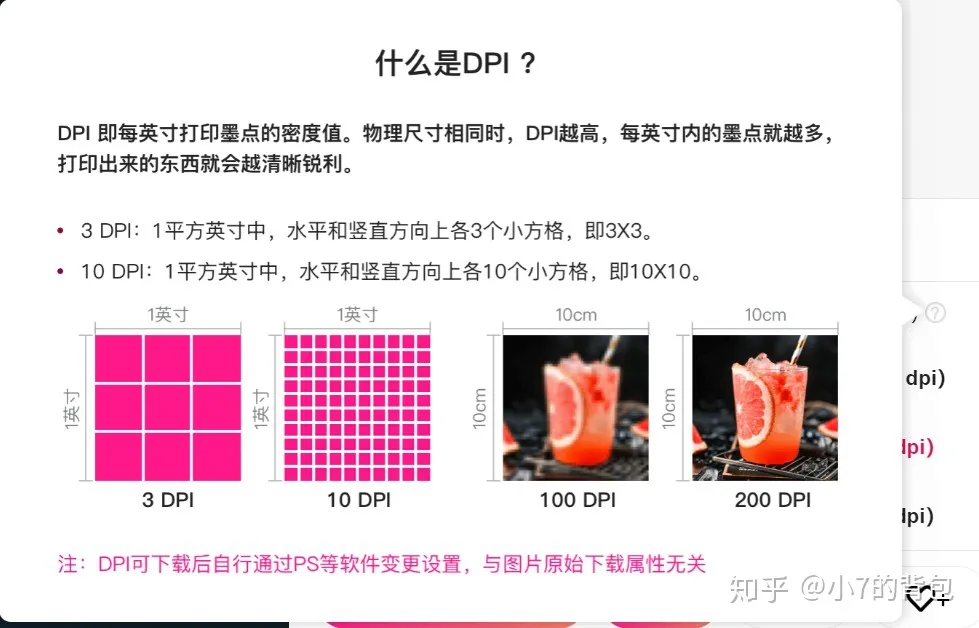 什么是DPI ?
DPI 即每英寸打印墨点的密度值。物理尺寸相同时，DPI越高，每英寸内的墨点就越多，
打印出来的东西就会越清晰锐利。
• 3 DPI：1平方英寸中，水平和竖直方向上各3个小方格，即3X3。
• 10 DPI：1平方英寸中，水平和竖直方向上各10个小方格，即10X10。
1英寸 1英寸 10cm 10cm
1英寸 1英寸 10cm 10cm
3 DPI 10 DPI 100 DPI 200 DPI
?
dpi)
dpi)
dpi)
注：DPI可下载后自行通过PS等软件变更设置，与图片原始下载属性无关
知乎 @小7的背包